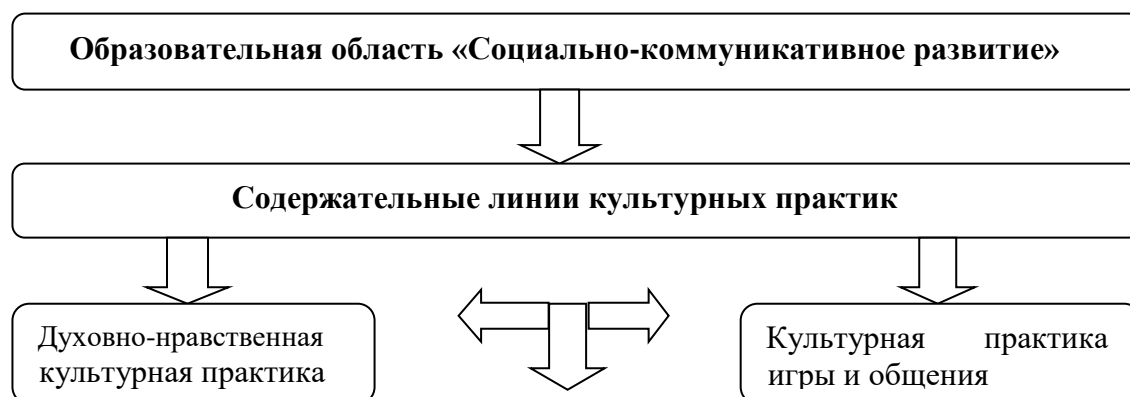 Образовательная область «Социально-коммуникативное развитие»
Содержательные линии культурных практик
Духовно-нравственная
культурная практика
Культурная практика
игры и общения